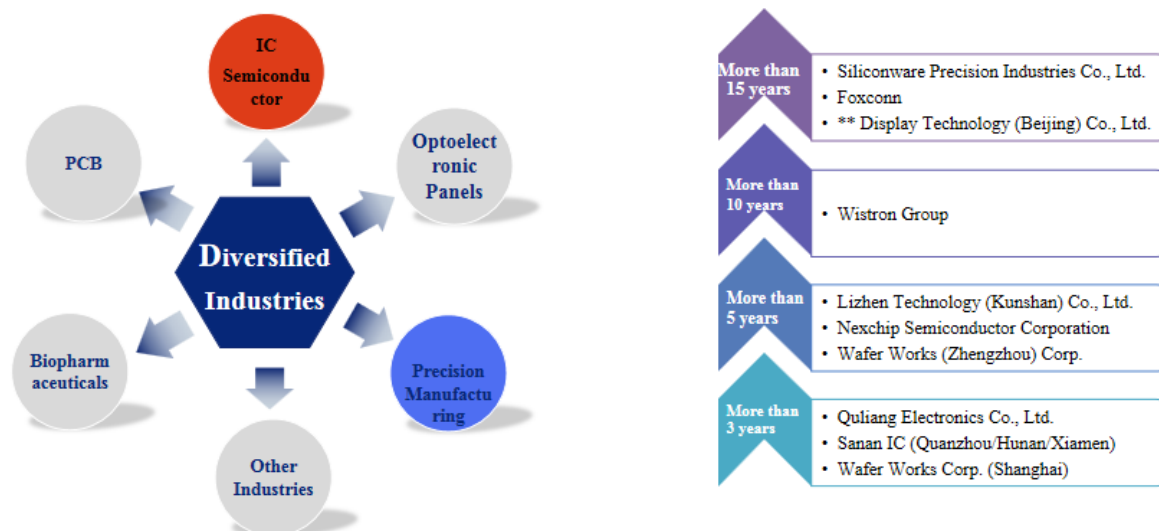 IC
Semicondu
ctor
PCB
Optoelect
ronic
Panels
Diversified
Industries
Biopharm
aceuticals
Precision
Manufactu
ring
Other
Industries
More than
15 years
• Siliconware Precision Industries Co., Ltd.
• Foxconn
• ** Display Technology (Beijing) Co., Ltd.
More than
10 years
• Wistron Group
More than
5 years
• Lizhen Technology (Kunshan) Co., Ltd.
• Nexchip Semiconductor Corporation
• Wafer Works (Zhengzhou) Corp.
More than
3 years
• Quliang Electronics Co., Ltd.
• Sanan IC (Quanzhou/Hunan/Xiamen)
• Wafer Works Corp. (Shanghai)